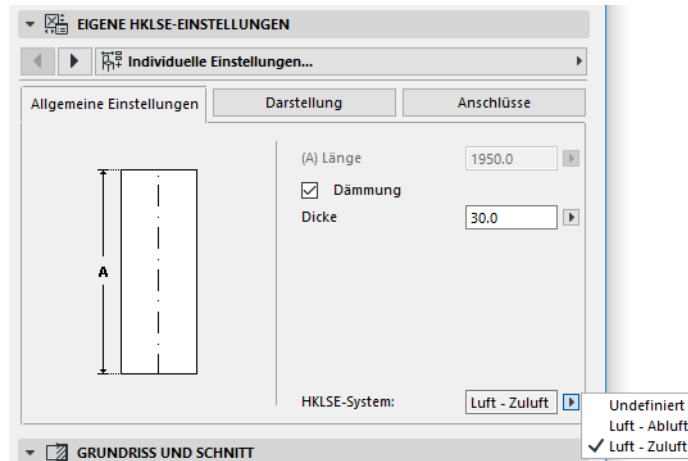 EIGENE HKLSE-EINSTELLUNGEN
Individuelle Einstellungen...
Allgemeine Einstellungen Darstellung Anschlüsse
(A) Länge 1950.0
Dämmung
Dicke 30.0
A
HKLSE-System: Luft - Zuluft
Undefiniert
Luft - Abluft
Luft - Zuluft
GRUNDRISS UND SCHNITT